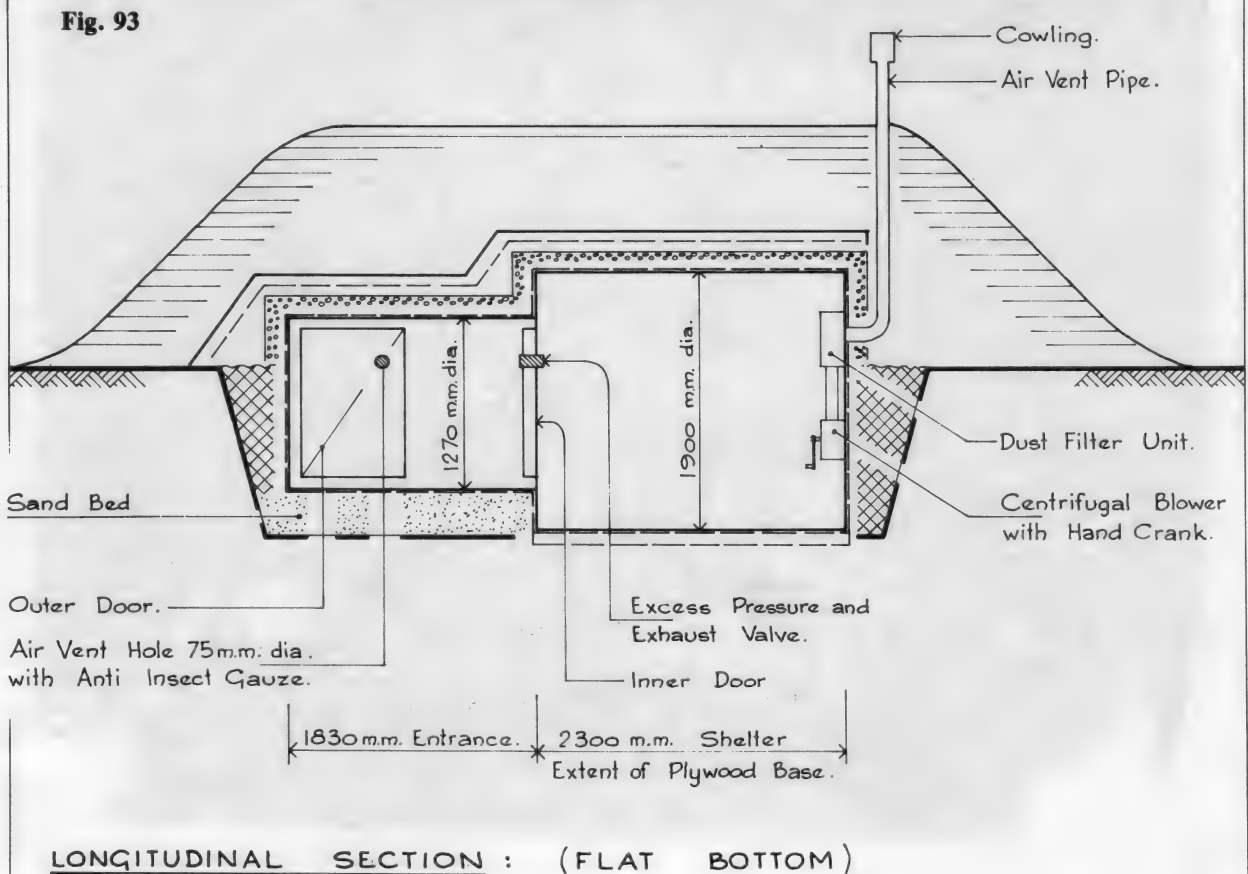 Fig. 93
Cowling.
Air Vent Pipe.
1270 m.m. dia.
1900 m.m. dia.
Dust Filter Unit.
Centrifugal Blower
with Hand Crank.
Sand Bed
Outer Door.
Air Vent Hole 75m.m. dia.
with Anti Insect Gauze.
Excess Pressure and
Exhaust Valve.
Inner Door
1830 m.m. Entrance.
2300 m.m. Shelter
Extent of Plywood Base.
LONGITUDINAL SECTION : (FLAT BOTTOM)